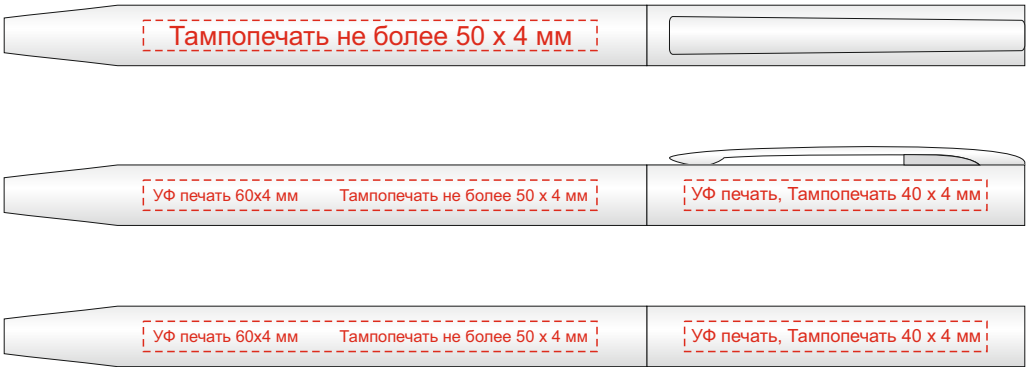 Тампопечать не более 50 х 4 мм
УФ печать 60х4 мм Тампопечать не более 50 х 4 мм
УФ печать, Тампопечать 40 х 4 мм
УФ печать 60х4 мм Тампопечать не более 50 х 4 мм
УФ печать, Тампопечать 40 х 4 мм